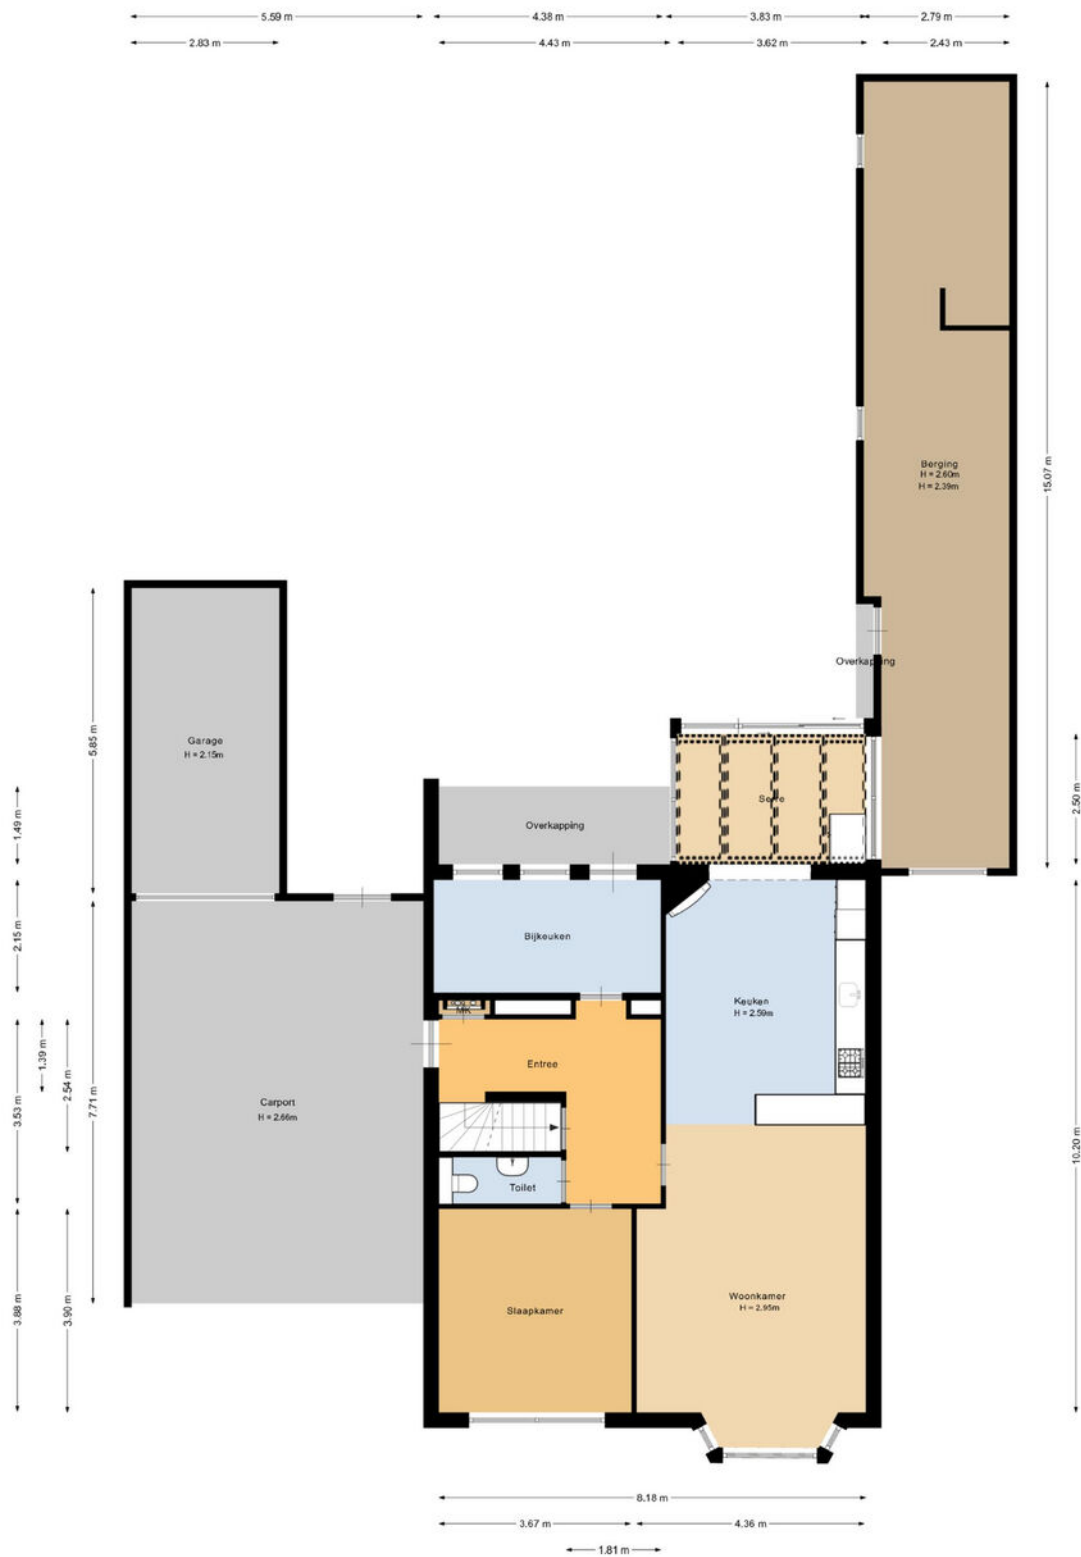 5.59 m
4.38 m
3.83 m
2.79 m
2.83 m
4.43 m
3.62 m
2.43 m
15.07 m
Berging
H = 2.60m
H = 2.39m
Overkapping
5.85 m
Garage
H = 2.15m
Serre
2.50 m
1.49 m
Overkapping
2.15 m
Bijkeuken
Keuken
H = 2.59m
MK
1.39 m
2.54 m
3.53 m
7.71 m
Entree
Carport
H = 2.66m
10.20 m
Toilet
3.88 m
3.90 m
Slaapkamer
Woonkamer
H = 2.95m
8.18 m
3.67 m
4.36 m
1.81 m